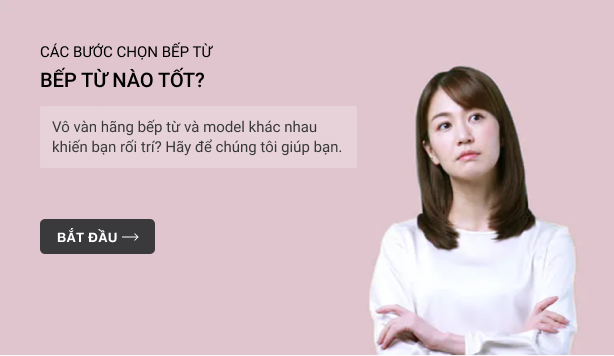 CÁC BƯỚC CHỌN BẾP TỪ
BẾP TỪ NÀO TỐT?
Vô vàn hãng bếp từ và model khác nhau
khiến bạn rối trí? Hãy để chúng tôi giúp bạn.
BẮT ĐẦU